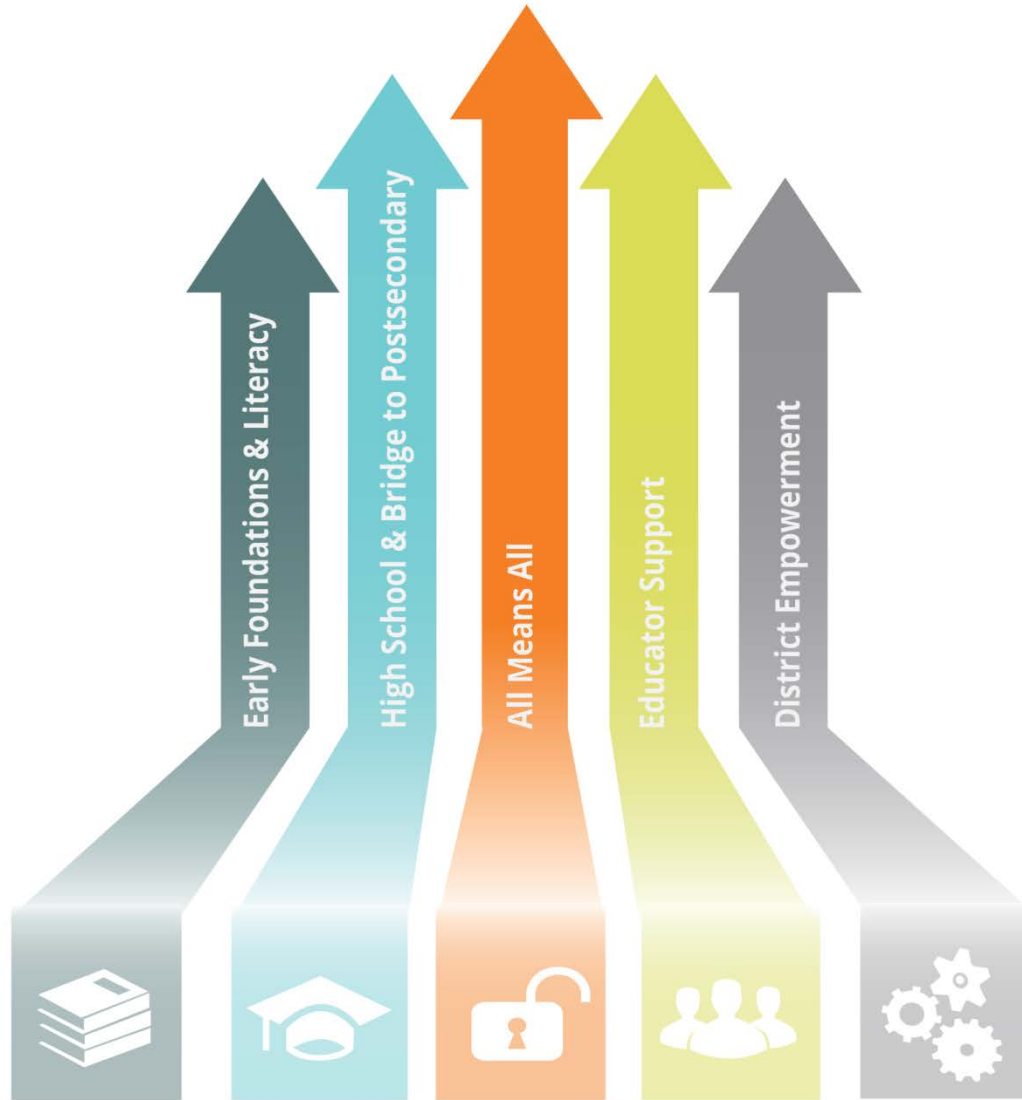 Early Foundations & Literacy
High School & Bridge to Postsecondary
All Means All
Educator Support
District Empowerment